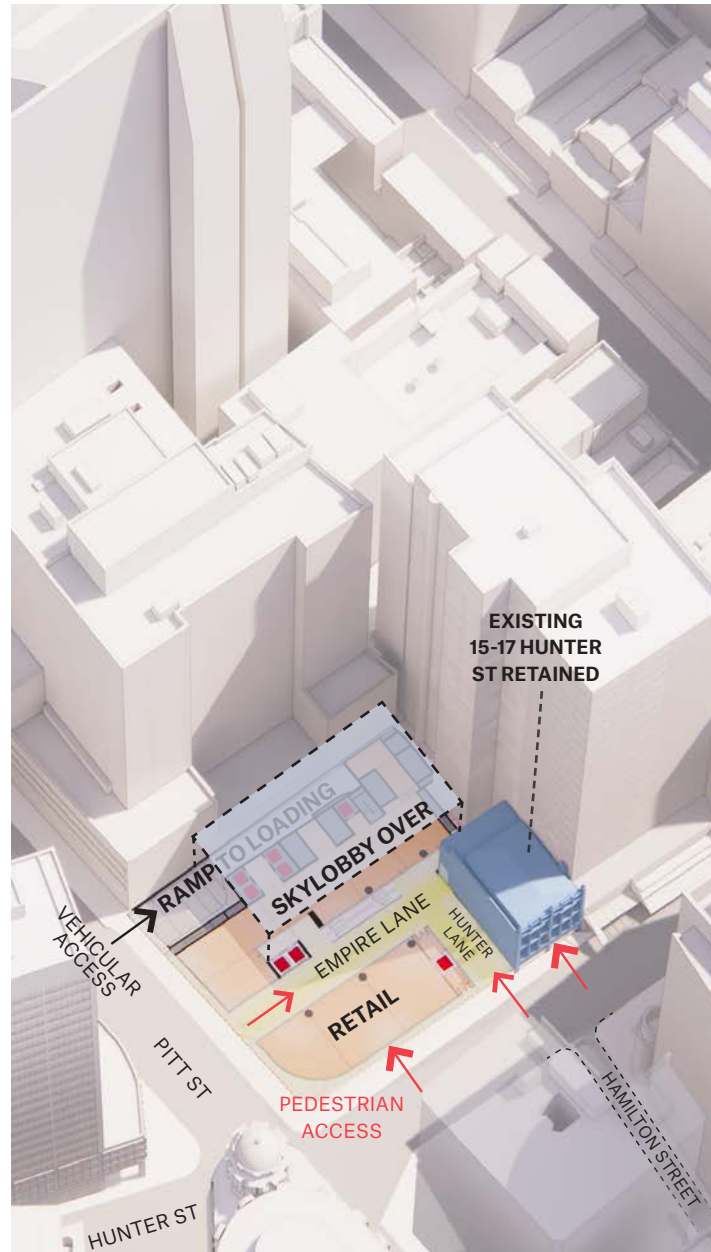 EXISTING
15-17 HUNTER
ST RETAINED
RAMP TO LOADING
SKYLOBBY OVER
VEHICULAR
ACCESS
EMPIRE LANE
HUNTER
LANE
RETAIL
PITT ST
PEDESTRIAN
ACCESS
HAMILTON STREET
HUNTER ST